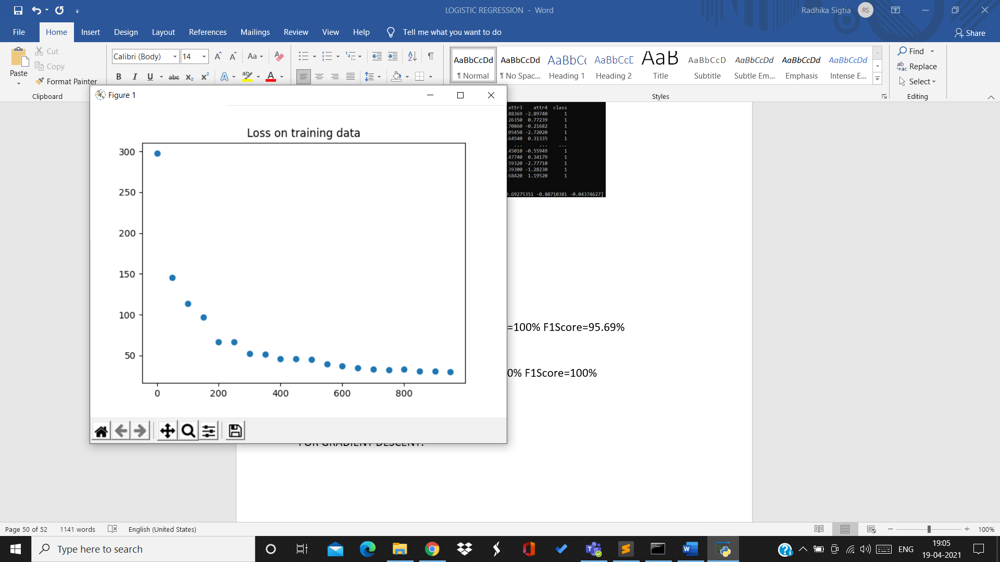 LOGISTIC REGRESSION - Word
Radhika Sigtia
RS
File Home Insert Design Layout References Mailings Review View Help Tell me what you want to do
Share
Paste
Cut
Copy
Format Painter
Clipboard
Calibri (Body) 14
Aa
B I U abc x₂ x² A ab A
AaBbCcDd AaBbCcDd AaBbC AaBbCcD AaB AaBbCcD AaBbCcDd AaBbCcDd AaBbCcDd
¶ Normal ¶ No Spac... Heading 1 Heading 2 Title Subtitle Subtle Em... Emphasis Intense E...
Styles
Find
Replace
Select
Editing
Figure 1
Loss on training data
300
250
200
150
100
50
0 200 400 600 800
attr3 attr4 class
88369 -2.89740 1
26350 0.77239 1
70860 -0.21682 1
05450 -2.72020 1
64540 0.31335 1
... ... ...
45010 -0.55949 1
47740 0.34179 1
59320 -2.77710 1
39300 -1.28230 1
68420 1.19520 1
.69275351 -0.80710381 -0.04374627]
=100% F1Score=95.69%
0% F1Score=100%
FOR GRADIENT DESCENT:
Page 50 of 52 1141 words English (United States)
100%
Type here to search
ENG
19:05
19-04-2021